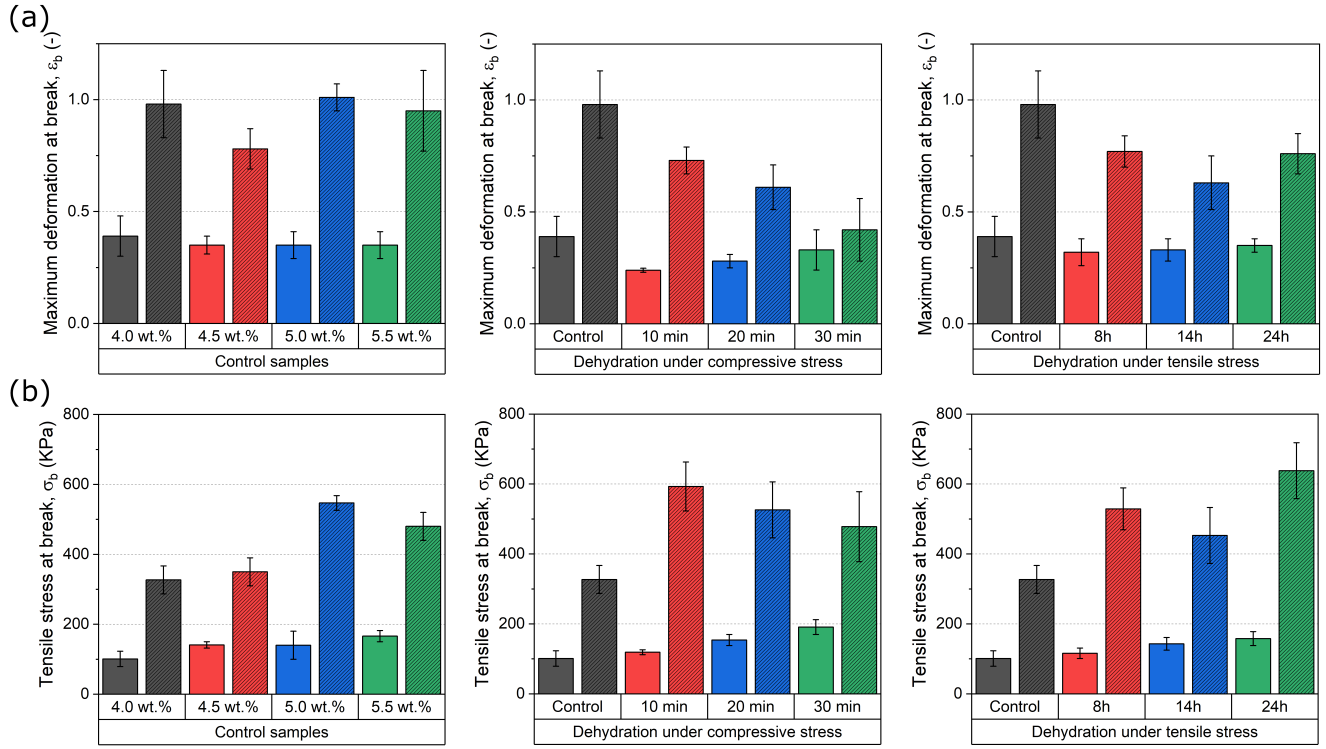 (a)
Maximum deformation at break, ε_b (-)
1.0
0.5
0.0
4.0 wt.% 4.5 wt.% 5.0 wt.% 5.5 wt.%
Control samples
Maximum deformation at break, ε_b (-)
1.0
0.5
0.0
Control 10 min 20 min 30 min
Dehydration under compressive stress
Maximum deformation at break, ε_b (-)
1.0
0.5
0.0
Control 8h 14h 24h
Dehydration under tensile stress
(b)
Tensile stress at break, σ_b (KPa)
800
600
400
200
0
4.0 wt.% 4.5 wt.% 5.0 wt.% 5.5 wt.%
Control samples
Tensile stress at break, σ_b (KPa)
800
600
400
200
0
Control 10 min 20 min 30 min
Dehydration under compressive stress
Tensile stress at break, σ_b (KPa)
800
600
400
200
0
Control 8h 14h 24h
Dehydration under tensile stress